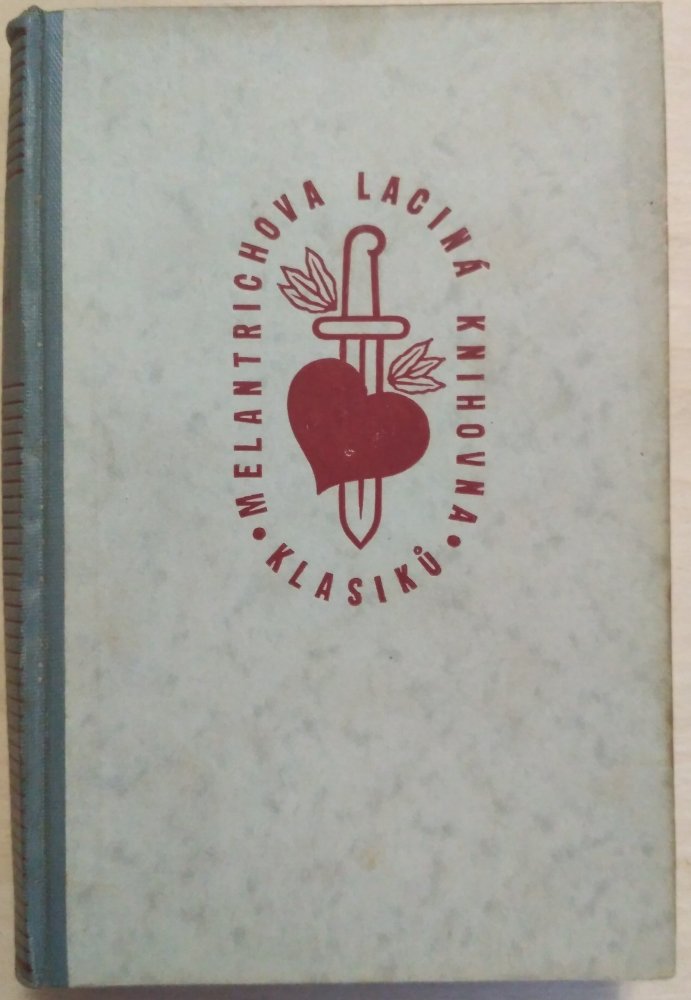 MELANTRICHOVA LACINÁ KNIHOVNA
• KLASIKŮ •